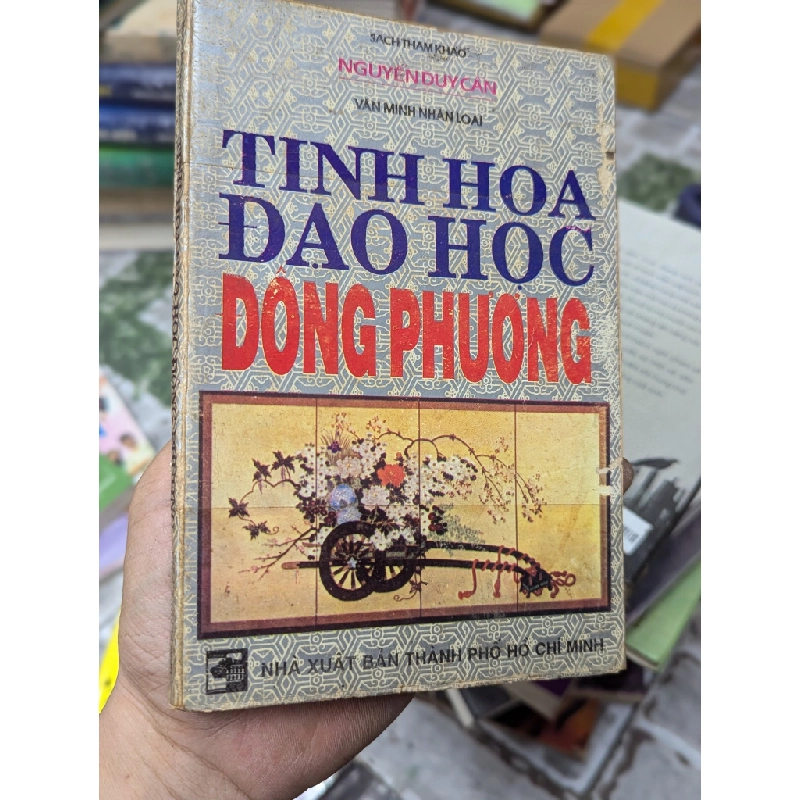 SÁCH THAM KHẢO
NGUYỄN DUY CẦN
VĂN MINH NHÂN LOẠI
TINH HOA
ĐẠO HỌC
ĐÔNG PHƯƠNG
NHÀ XUẤT BẢN THÀNH PHỐ HỒ CHÍ MINH